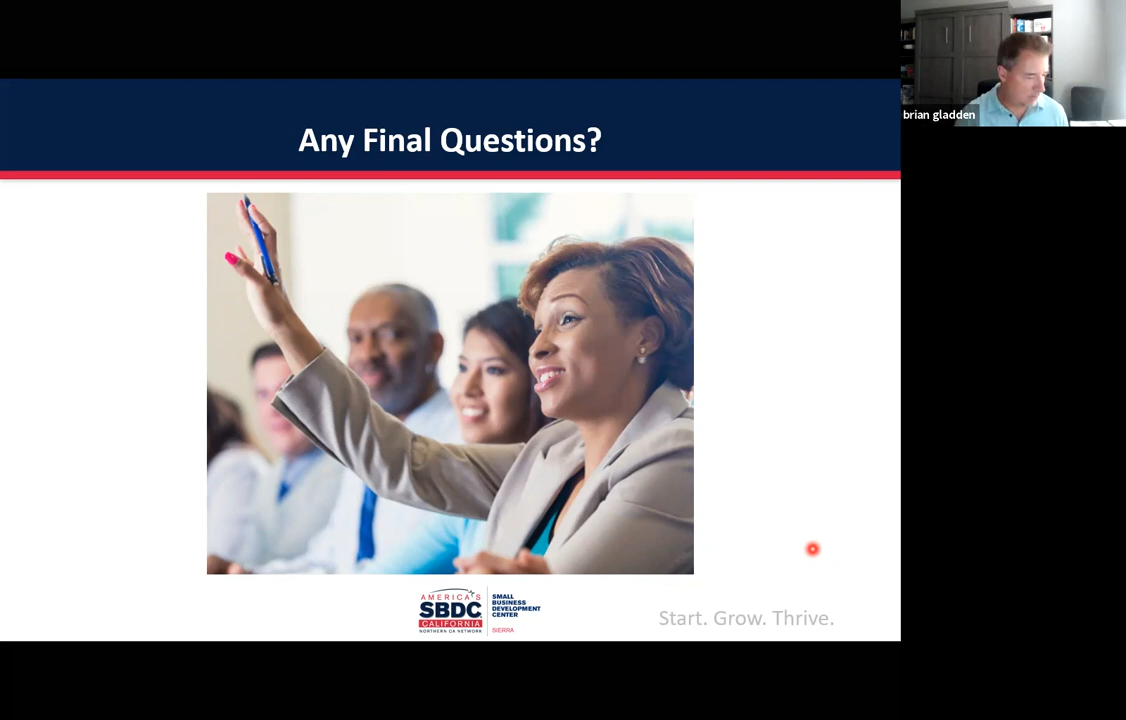 brian gladden
Any Final Questions?
AMERICA'S
SBDC
CALIFORNIA
NORTHERN CA NETWORK
SMALL
BUSINESS
DEVELOPMENT
CENTER
SIERRA
Start. Grow. Thrive.